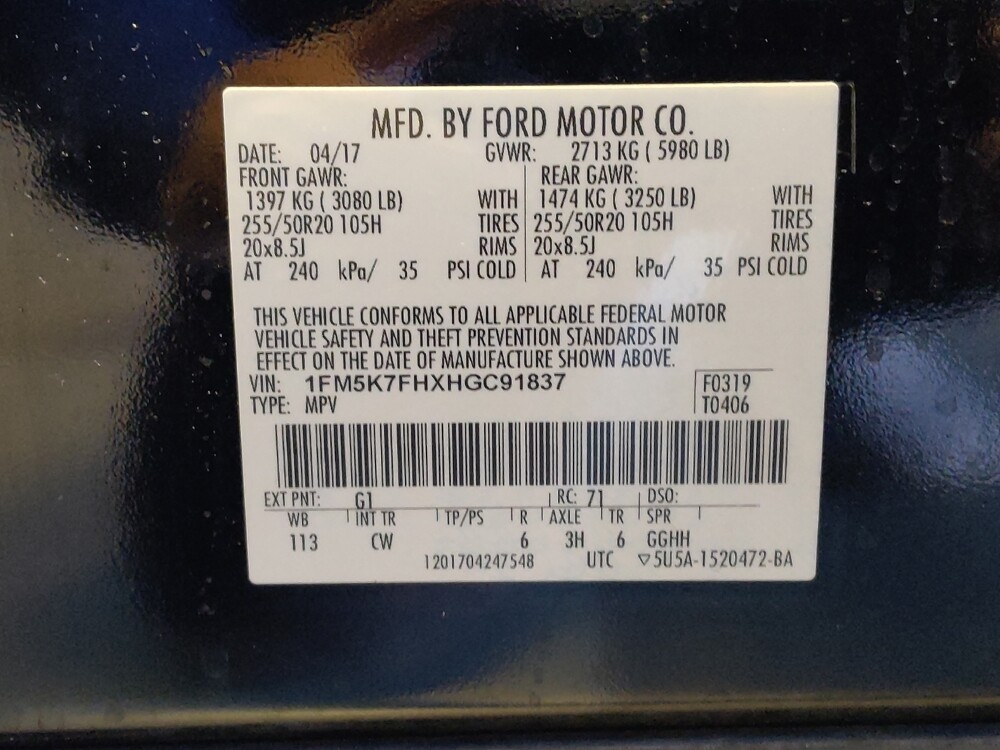 MFD. BY FORD MOTOR CO.
DATE: 04/17 GVWR: 2713 KG ( 5980 LB)
FRONT GAWR: REAR GAWR:
1397 KG ( 3080 LB) WITH 1474 KG ( 3250 LB) WITH
255/50R20 105H TIRES 255/50R20 105H TIRES
20x8.5J RIMS 20x8.5J RIMS
AT 240 kPa/ 35 PSI COLD AT 240 kPa/ 35 PSI COLD
THIS VEHICLE CONFORMS TO ALL APPLICABLE FEDERAL MOTOR
VEHICLE SAFETY AND THEFT PREVENTION STANDARDS IN
EFFECT ON THE DATE OF MANUFACTURE SHOWN ABOVE.
VIN: 1FM5K7FHXHGC91837 F0319
TYPE: MPV T0406
EXT PNT: G1 RC: 71 DSO:
WB INT TR TP/PS R AXLE TR SPR
113 CW 6 3H 6 GGHH
1201704247548 UTC ▽5U5A-1520472-BA